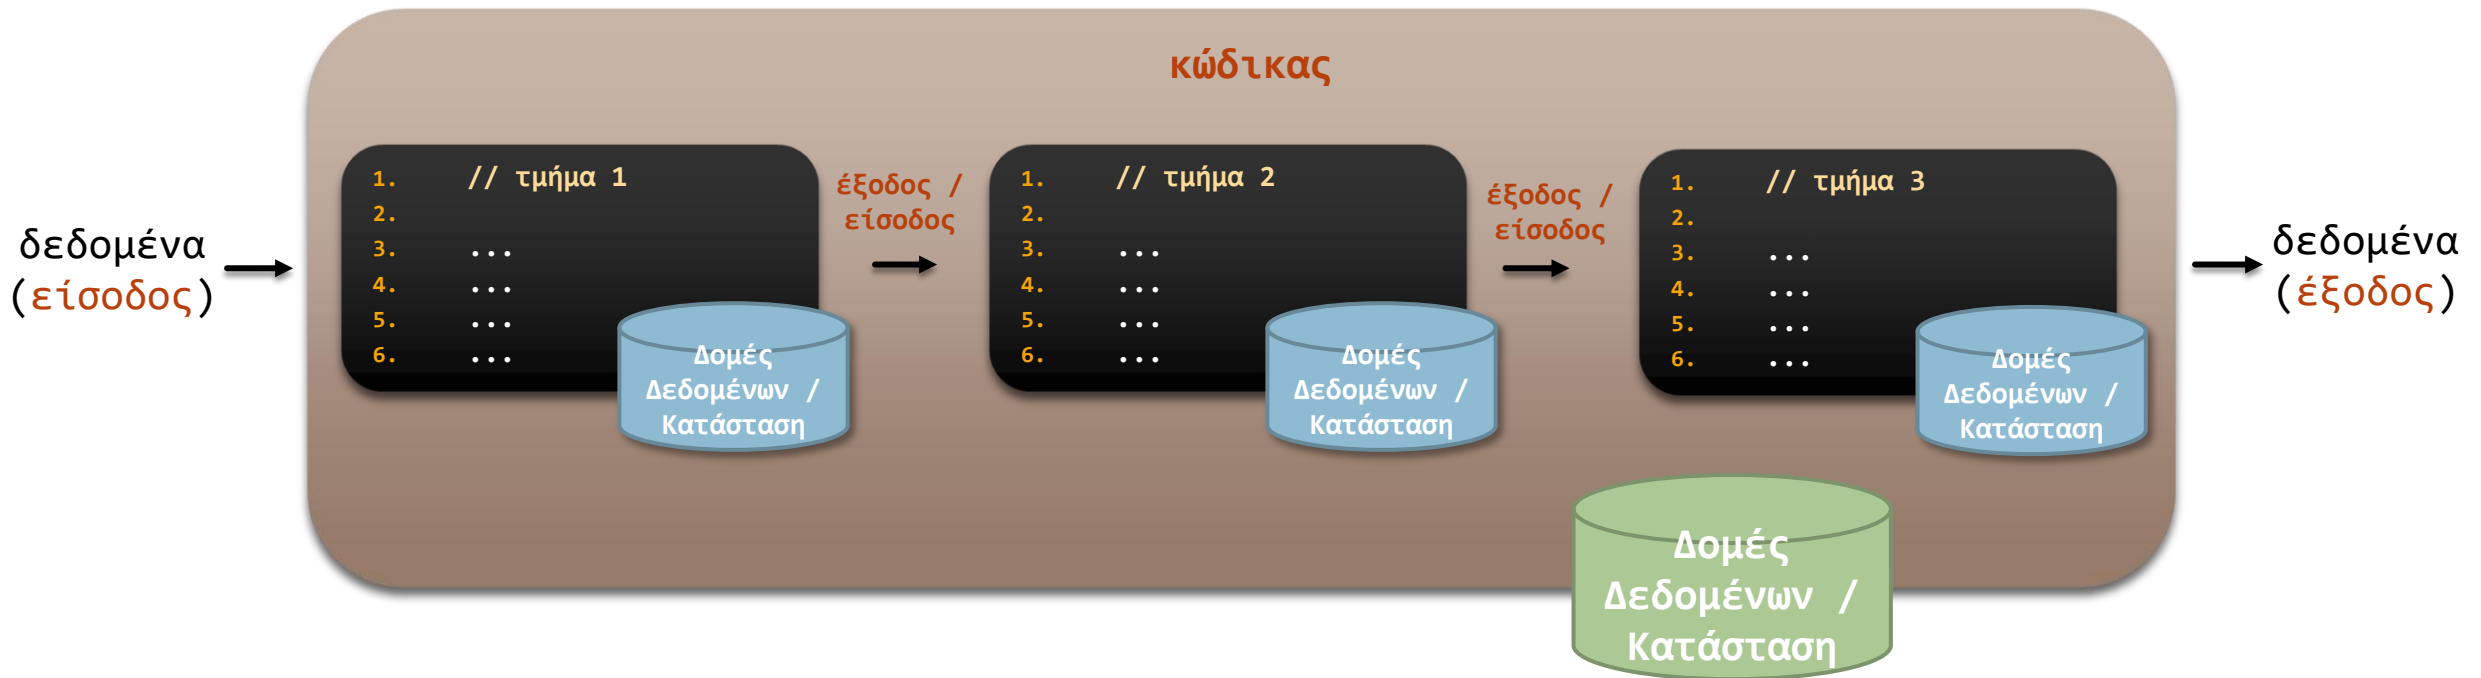 κώδικας
δεδομένα
(είσοδος)
1. // τμήμα 1
2.
3. ...
4. ...
5. ...
6. ...
Δομές
Δεδομένων /
Κατάσταση
έξοδος /
είσοδος
1. // τμήμα 2
2.
3. ...
4. ...
5. ...
6. ...
Δομές
Δεδομένων /
Κατάσταση
έξοδος /
είσοδος
1. // τμήμα 3
2.
3. ...
4. ...
5. ...
6. ...
Δομές
Δεδομένων /
Κατάσταση
δεδομένα
(έξοδος)
Δομές
Δεδομένων /
Κατάσταση